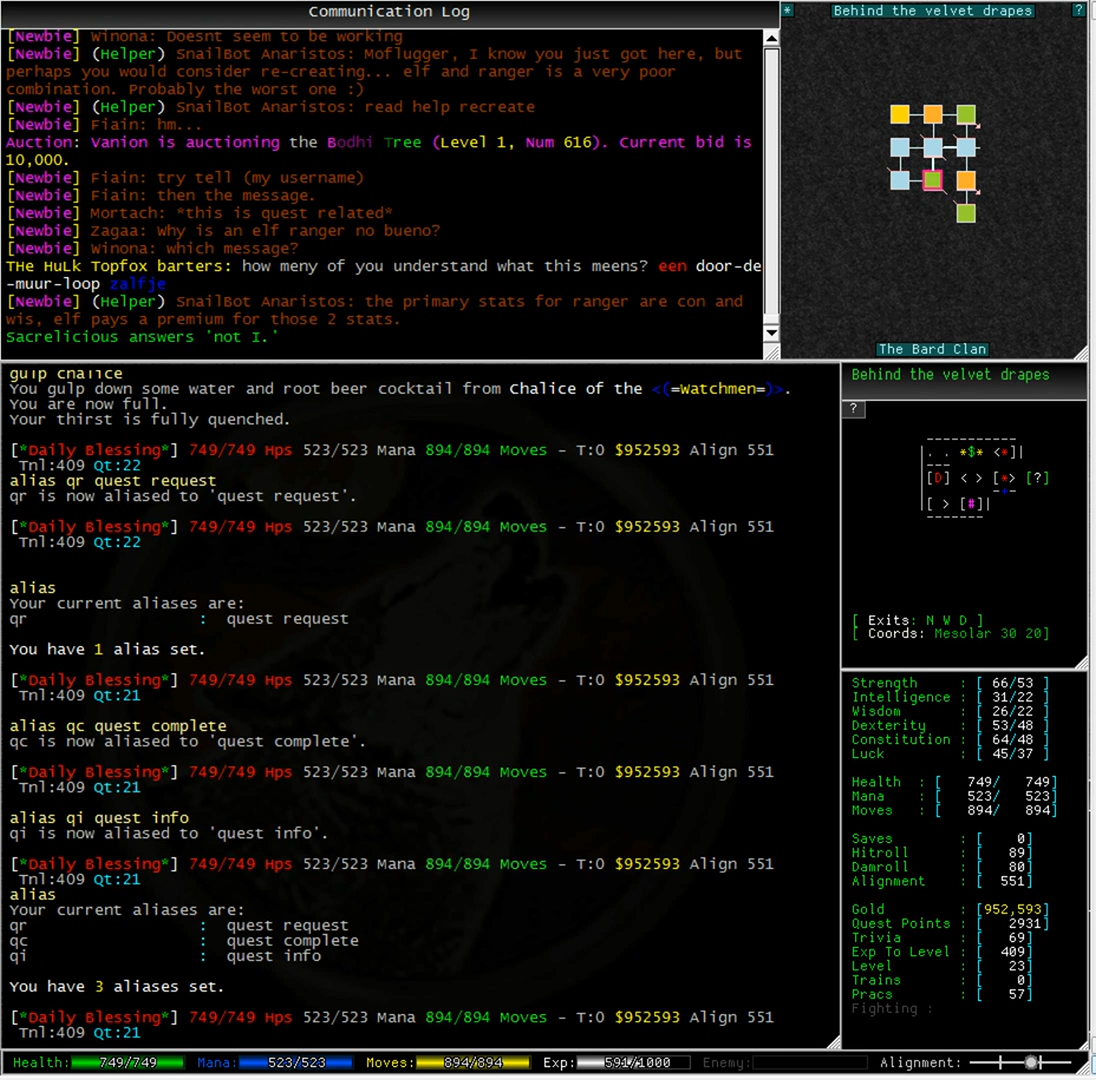 Communication Log
[Newbie] Winona: Doesnt seem to be working
[Newbie] (Helper) SnailBot Anaristos: Moflugger, I know you just got here, but
perhaps you would consider re-creating... elf and ranger is a very poor
combination. Probably the worst one :)
[Newbie] (Helper) SnailBot Anaristos: read help recreate
[Newbie] Fiain: hm...
Auction: Vanion is auctioning the Bodhi Tree (Level 1, Num 616). Current bid is
10,000.
[Newbie] Fiain: try tell (my username)
[Newbie] Fiain: then the message.
[Newbie] Mortach: *this is quest related*
[Newbie] Zagaa: Why is an elf ranger no bueno?
[Newbie] Winona: which message?
THe HuLk Topfox barters: how meny of you understand what this meens? een door-de
-muur-loop zalfje
[Newbie] (Helper) SnailBot Anaristos: the primary stats for ranger are con and
wis, elf pays a premium for those 2 stats.
Sacrelicious answers 'not I.'
* Behind the velvet drapes ?
The Bard Clan
gulp chalice
You gulp down some water and root beer cocktail from Chalice of the <(=watchmen=)>.
You are now full.
Your thirst is fully quenched.
[*Daily Blessing*] 749/749 Hps 523/523 Mana 894/894 Moves - T:0 $952593 Align 551
Tnl:409 Qt:22
alias qr quest request
qr is now aliased to 'quest request'.
[*Daily Blessing*] 749/749 Hps 523/523 Mana 894/894 Moves - T:0 $952593 Align 551
Tnl:409 Qt:22
alias
Your current aliases are:
qr : quest request
You have 1 alias set.
[*Daily Blessing*] 749/749 Hps 523/523 Mana 894/894 Moves - T:0 $952593 Align 551
Tnl:409 Qt:21
alias qc quest complete
qc is now aliased to 'quest complete'.
[*Daily Blessing*] 749/749 Hps 523/523 Mana 894/894 Moves - T:0 $952593 Align 551
Tnl:409 Qt:21
alias qi quest info
qi is now aliased to 'quest info'.
[*Daily Blessing*] 749/749 Hps 523/523 Mana 894/894 Moves - T:0 $952593 Align 551
Tnl:409 Qt:21
alias
Your current aliases are:
qr : quest request
qc : quest complete
qi : quest info
You have 3 aliases set.
[*Daily Blessing*] 749/749 Hps 523/523 Mana 894/894 Moves - T:0 $952593 Align 551
Tnl:409 Qt:21
Behind the velvet drapes
?
-----------
|. . *$* <*]|
---
[D] < > [*> [?]
-*-
|[ > [#]|
-------
[ Exits: N W D ]
[ Coords: Mesolar 30 20]
Strength : [ 66/53 ]
Intelligence : [ 31/22 ]
Wisdom : [ 26/22 ]
Dexterity : [ 53/48 ]
Constitution : [ 64/48 ]
Luck : [ 45/37 ]
Health : [ 749/ 749]
Mana : [ 523/ 523]
Moves : [ 894/ 894]
Saves : [ 0]
Hitroll : [ 89]
Damroll : [ 80]
Alignment : [ 551]
Gold : [952,593]
Quest Points : [ 2931]
Trivia : [ 69]
Exp To Level : [ 409]
Level : [ 23]
Trains : [ 0]
Pracs : [ 57]
Fighting :
Health: 749/749 Mana: 523/523 Moves: 894/894 Exp: 591/1000 Enemy: Alignment: